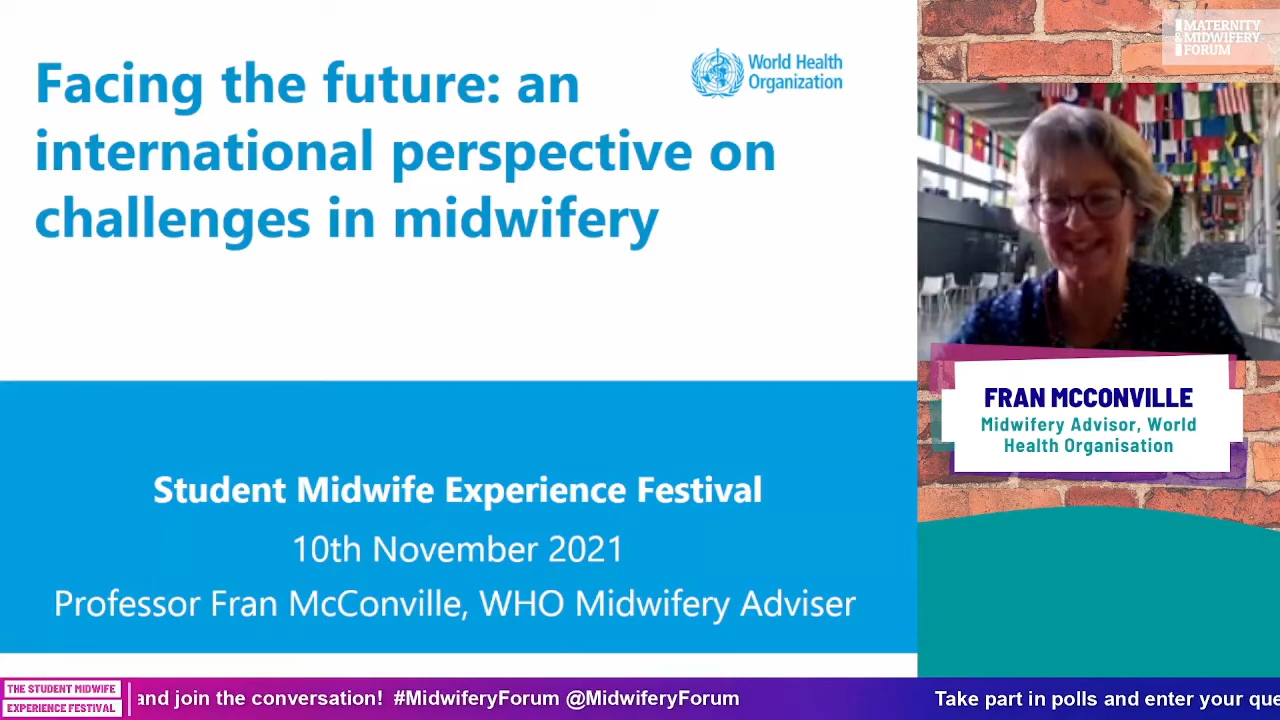 Facing the future: an
international perspective on
challenges in midwifery
World Health
Organization
Student Midwife Experience Festival
10th November 2021
Professor Fran McConville, WHO Midwifery Adviser
MATERNITY
& MIDWIFERY
FORUM
FRAN MCCONVILLE
Midwifery Advisor, World
Health Organisation
THE STUDENT MIDWIFE
EXPERIENCE FESTIVAL
and join the conversation! #MidwiferyForum @MidwiferyForum
Take part in polls and enter your que